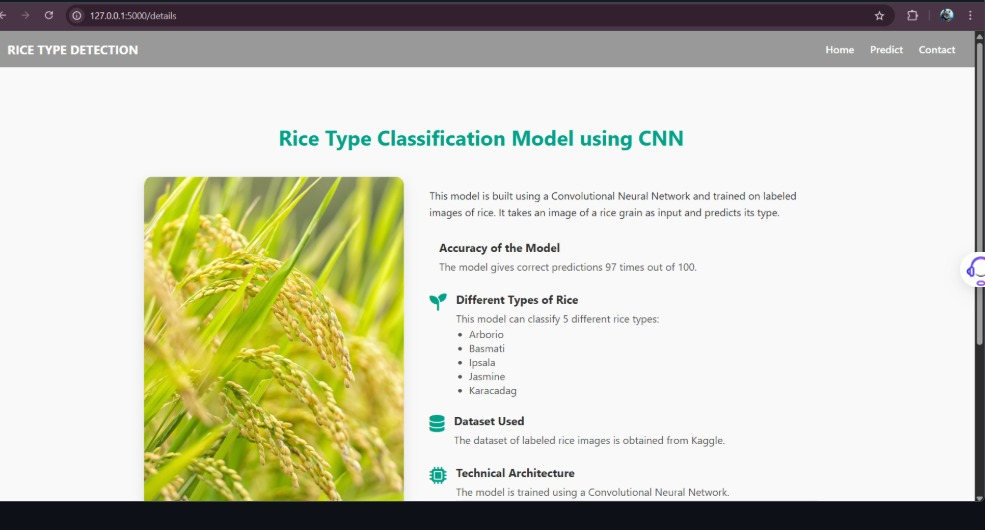 127.0.0.1:5000/details
RICE TYPE DETECTION
Home Predict Contact
Rice Type Classification Model using CNN
This model is built using a Convolutional Neural Network and trained on labeled
images of rice. It takes an image of a rice grain as input and predicts its type.
Accuracy of the Model
The model gives correct predictions 97 times out of 100.
Different Types of Rice
This model can classify 5 different rice types:
Arborio
Basmati
Ipsala
Jasmine
Karacadag
Dataset Used
The dataset of labeled rice images is obtained from Kaggle.
Technical Architecture
The model is trained using a Convolutional Neural Network.